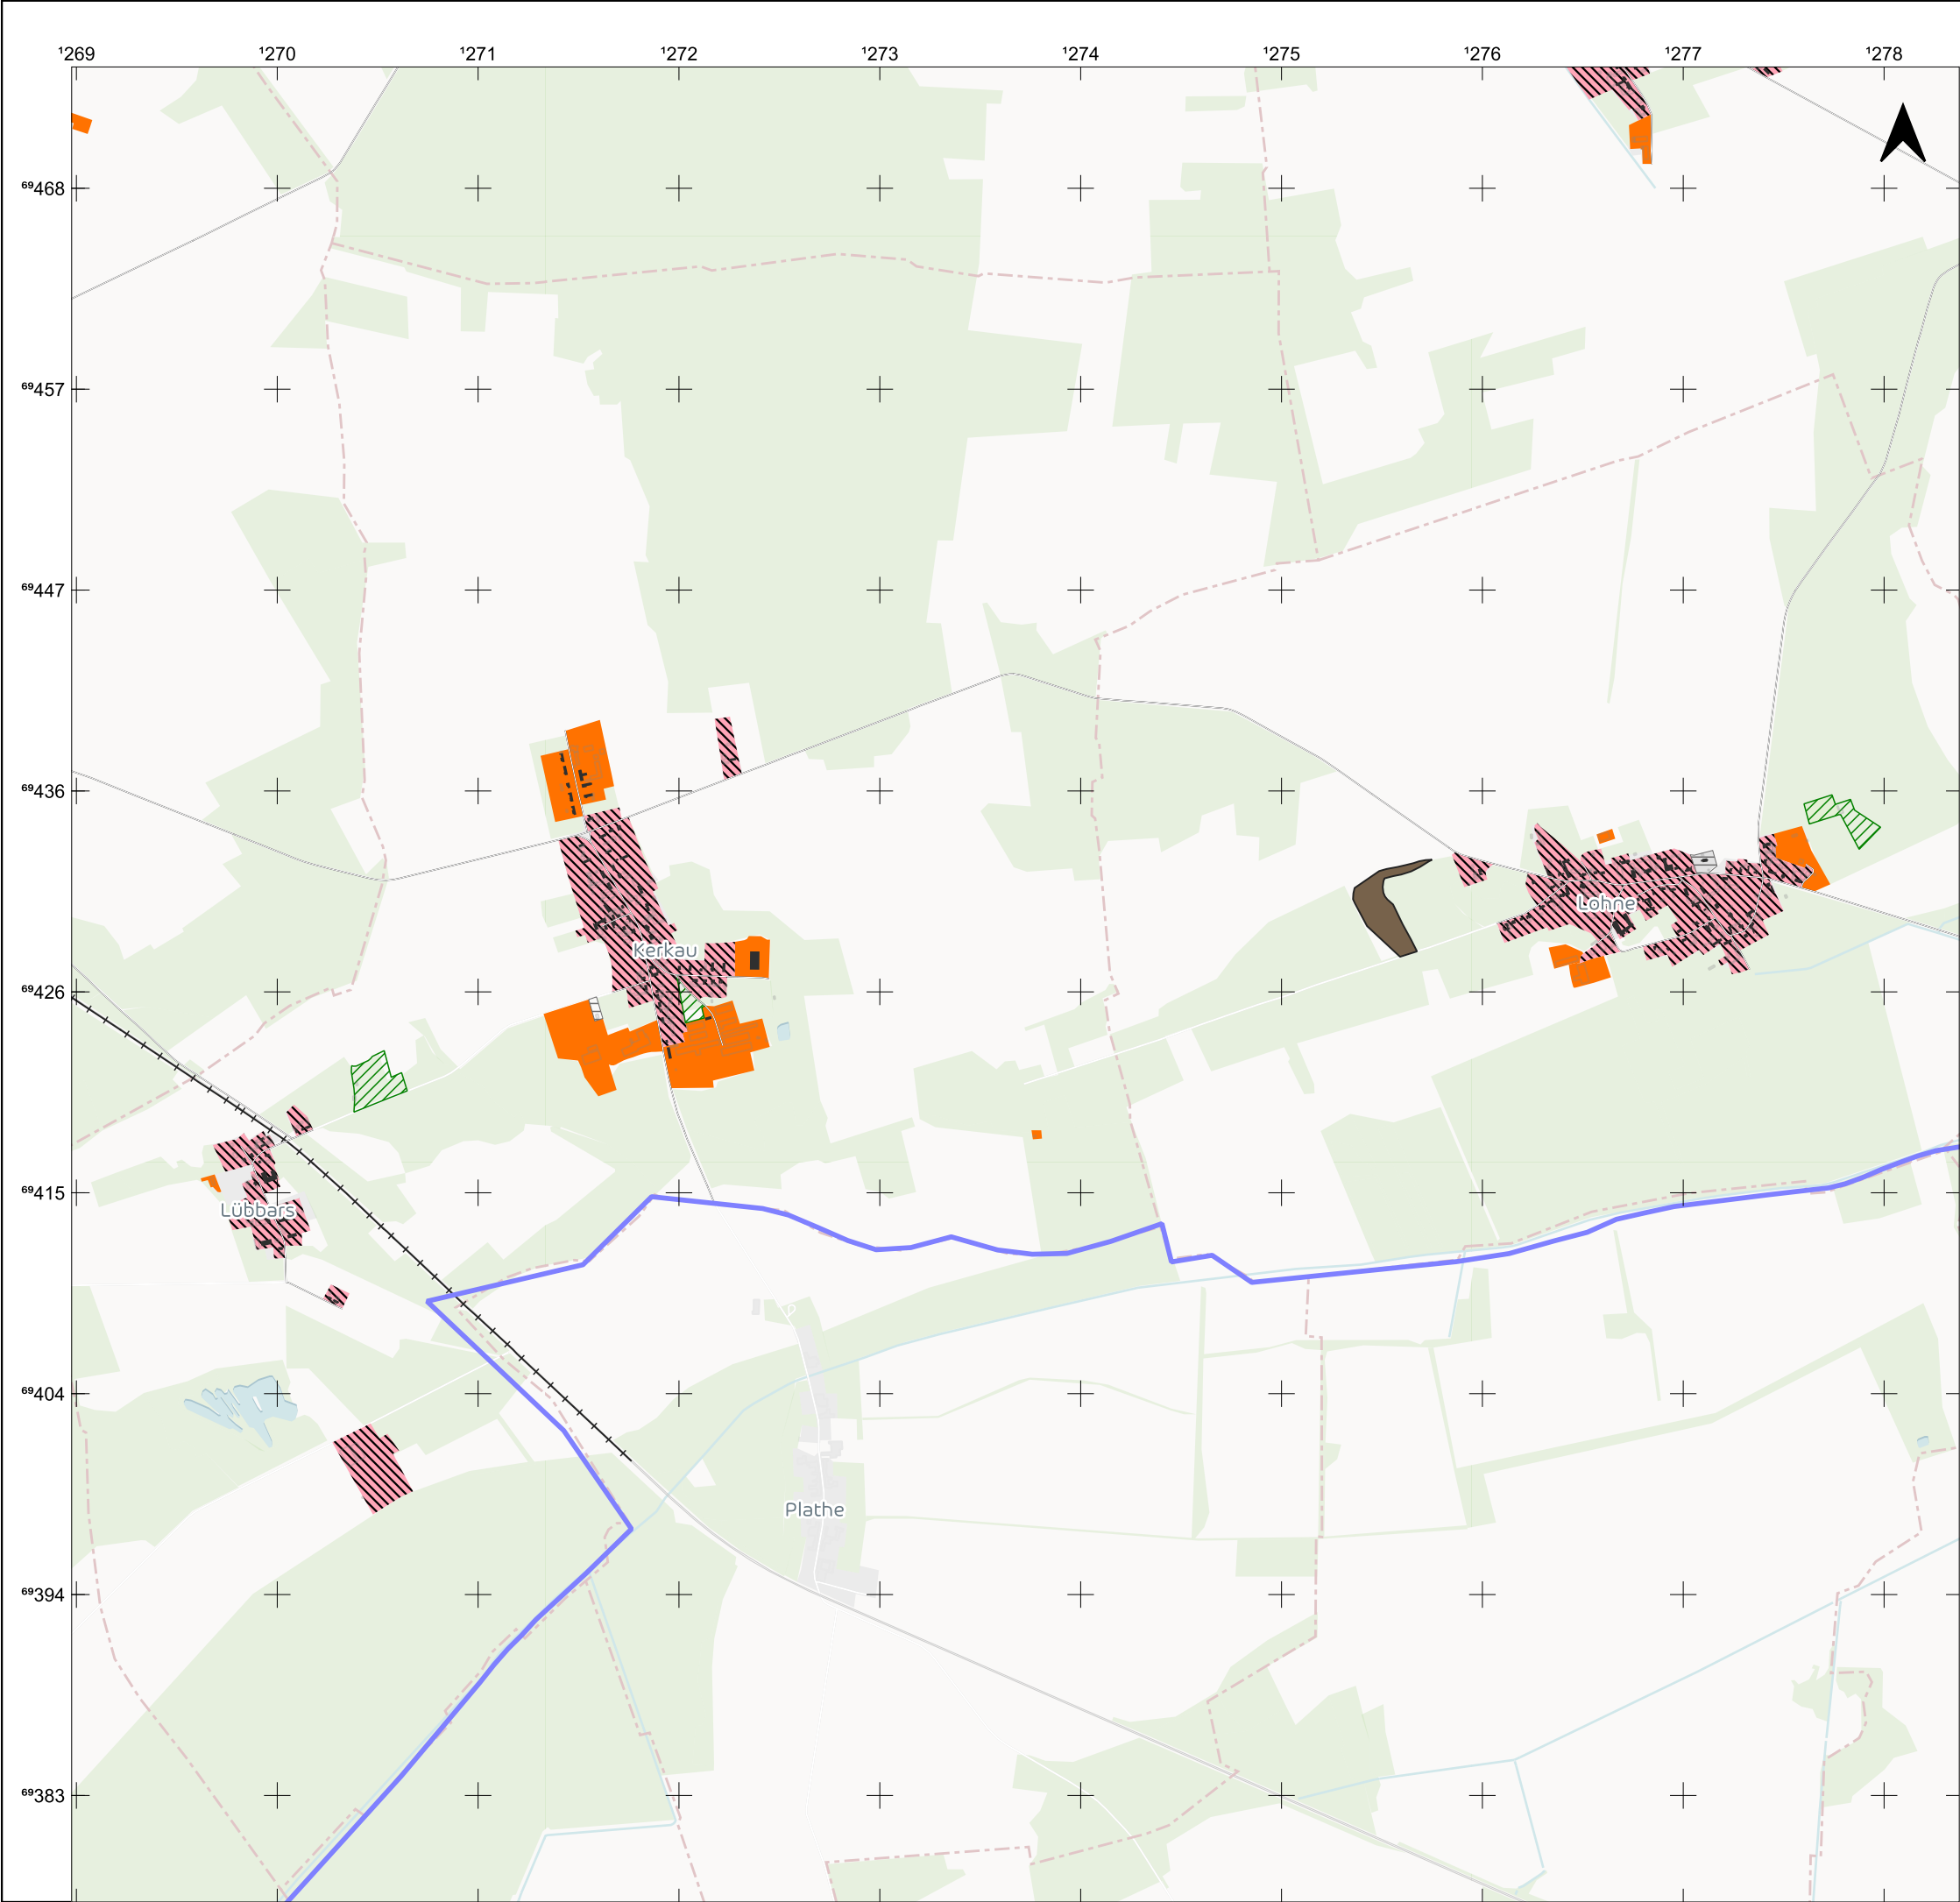 ¹269 ¹270 ¹271 ¹272 ¹273 ¹274 ¹275 ¹276 ¹277 ¹278
⁶⁹468
⁶⁹457
⁶⁹447
⁶⁹436
Lohne
Kerkau
⁶⁹426
⁶⁹415
Lübbars
⁶⁹404
Plathe
⁶⁹394
⁶⁹383